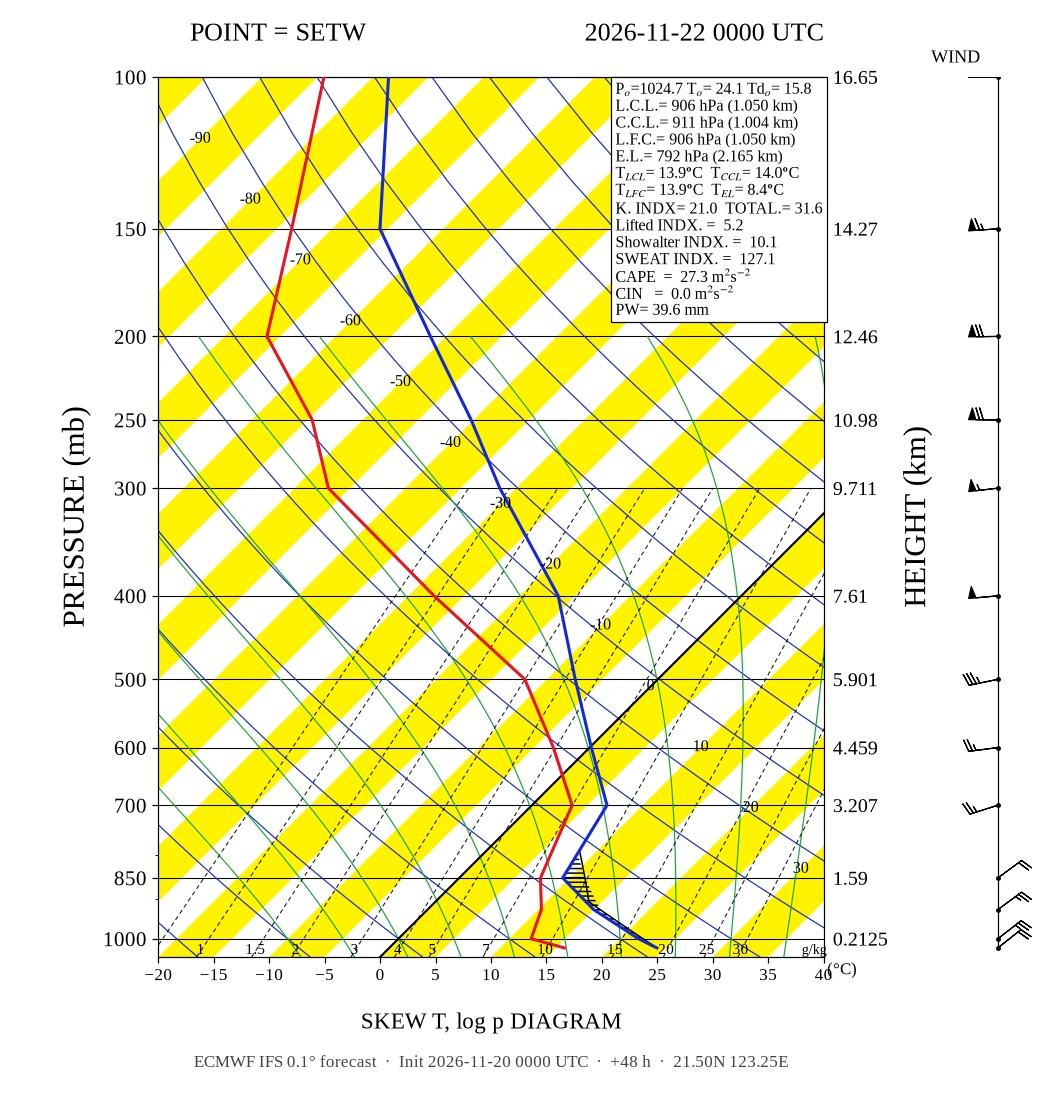 POINT = SETW 2026-11-22 0000 UTC
WIND
100 16.65
Pₒ=1024.7 Tₒ= 24.1 Tdₒ= 15.8
L.C.L.= 906 hPa (1.050 km)
C.C.L.= 911 hPa (1.004 km)
L.F.C.= 906 hPa (1.050 km)
E.L.= 792 hPa (2.165 km)
T_LCL= 13.9°C T_CCL= 14.0°C
T_LFC= 13.9°C T_EL= 8.4°C
K. INDX= 21.0 TOTAL.= 31.6
Lifted INDX. = 5.2
Showalter INDX. = 10.1
SWEAT INDX. = 127.1
CAPE = 27.3 m²s⁻²
CIN = 0.0 m²s⁻²
PW= 39.6 mm
-90
-80
150 14.27
-70
-60
200 12.46
-50
250 10.98
-40
300 9.711
-30
-20
400 7.61
-10
500 5.901
0
600 4.459
10
700 3.207
20
850 1.59
30
1000 0.2125
PRESSURE (mb)
HEIGHT (km)
1 1.5 2 3 4 5 7 10 15 20 25 30 g/kg
−20 −15 −10 −5 0 5 10 15 20 25 30 35 40 (°C)
SKEW T, log p DIAGRAM
ECMWF IFS 0.1° forecast · Init 2026-11-20 0000 UTC · +48 h · 21.50N 123.25E